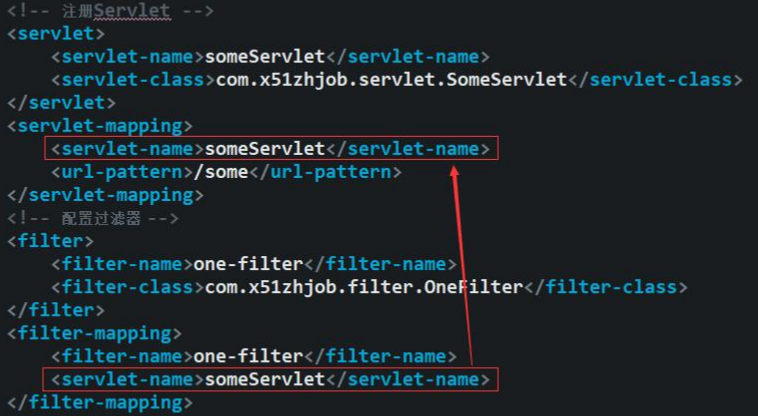 <!-- 注册Servlet -->
<servlet>
<servlet-name>someServlet</servlet-name>
<servlet-class>com.x51zhjob.servlet.SomeServlet</servlet-class>
</servlet>
<servlet-mapping>
<servlet-name>someServlet</servlet-name>
<url-pattern>/some</url-pattern>
</servlet-mapping>
<!-- 配置过滤器 -->
<filter>
<filter-name>one-filter</filter-name>
<filter-class>com.x51zhjob.filter.OneFilter</filter-class>
</filter>
<filter-mapping>
<filter-name>one-filter</filter-name>
<servlet-name>someServlet</servlet-name>
</filter-mapping>